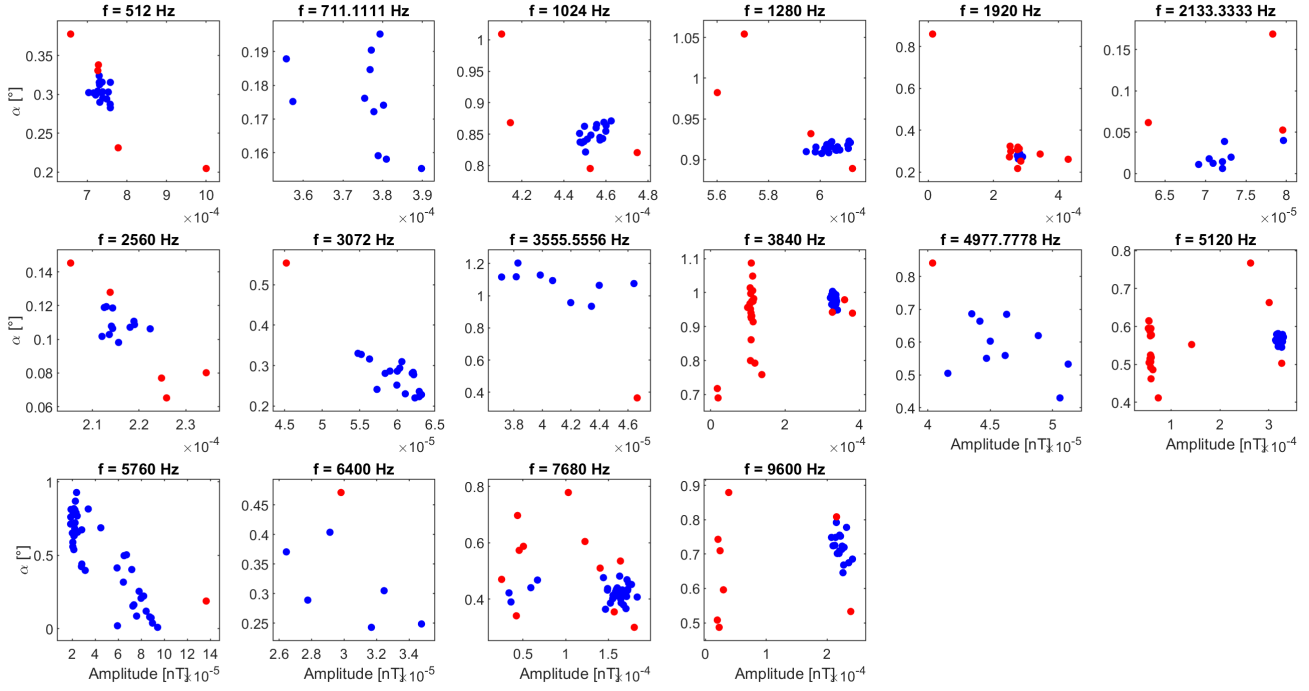 f = 512 Hz
f = 711.1111 Hz
f = 1024 Hz
f = 1280 Hz
f = 1920 Hz
f = 2133.3333 Hz
α [°]
0.35
0.3
0.25
0.2
0.19
0.18
0.17
0.16
1
0.95
0.9
0.85
0.8
1.05
1
0.95
0.9
0.8
0.6
0.4
0.2
0.15
0.1
0.05
0
6 7 8 9 10
×10⁻⁴
3.6 3.7 3.8 3.9
×10⁻⁴
4.2 4.4 4.6
×10⁻⁴
5.6 5.8 6
×10⁻⁴
0 2 4
×10⁻⁴
6.5 7 7.5 8
×10⁻⁵
f = 2560 Hz
f = 3072 Hz
f = 3555.5556 Hz
f = 3840 Hz
f = 4977.7778 Hz
f = 5120 Hz
α [°]
0.14
0.12
0.1
0.08
0.06
0.5
0.4
0.3
0.2
1.2
1
0.8
0.6
0.4
1.1
1
0.9
0.8
0.7
0.8
0.7
0.6
0.5
0.4
0.8
0.7
0.6
0.5
0.4
2.1 2.2 2.3
×10⁻⁴
4.5 5 5.5 6 6.5
×10⁻⁵
3.8 4 4.2 4.4 4.6
×10⁻⁵
0 2 4
×10⁻⁴
4 4.5 5
Amplitude [nT]×10⁻⁵
1 2 3
Amplitude [nT]×10⁻⁴
f = 5760 Hz
f = 6400 Hz
f = 7680 Hz
f = 9600 Hz
α [°]
1
0.5
0
0.45
0.4
0.35
0.3
0.25
0.8
0.6
0.4
0.9
0.8
0.7
0.6
0.5
2 4 6 8 10 12 14
Amplitude [nT]×10⁻⁵
2.6 2.8 3 3.2 3.4
Amplitude [nT]×10⁻⁵
0.5 1 1.5
Amplitude [nT]×10⁻⁴
0 1 2
Amplitude [nT]×10⁻⁴